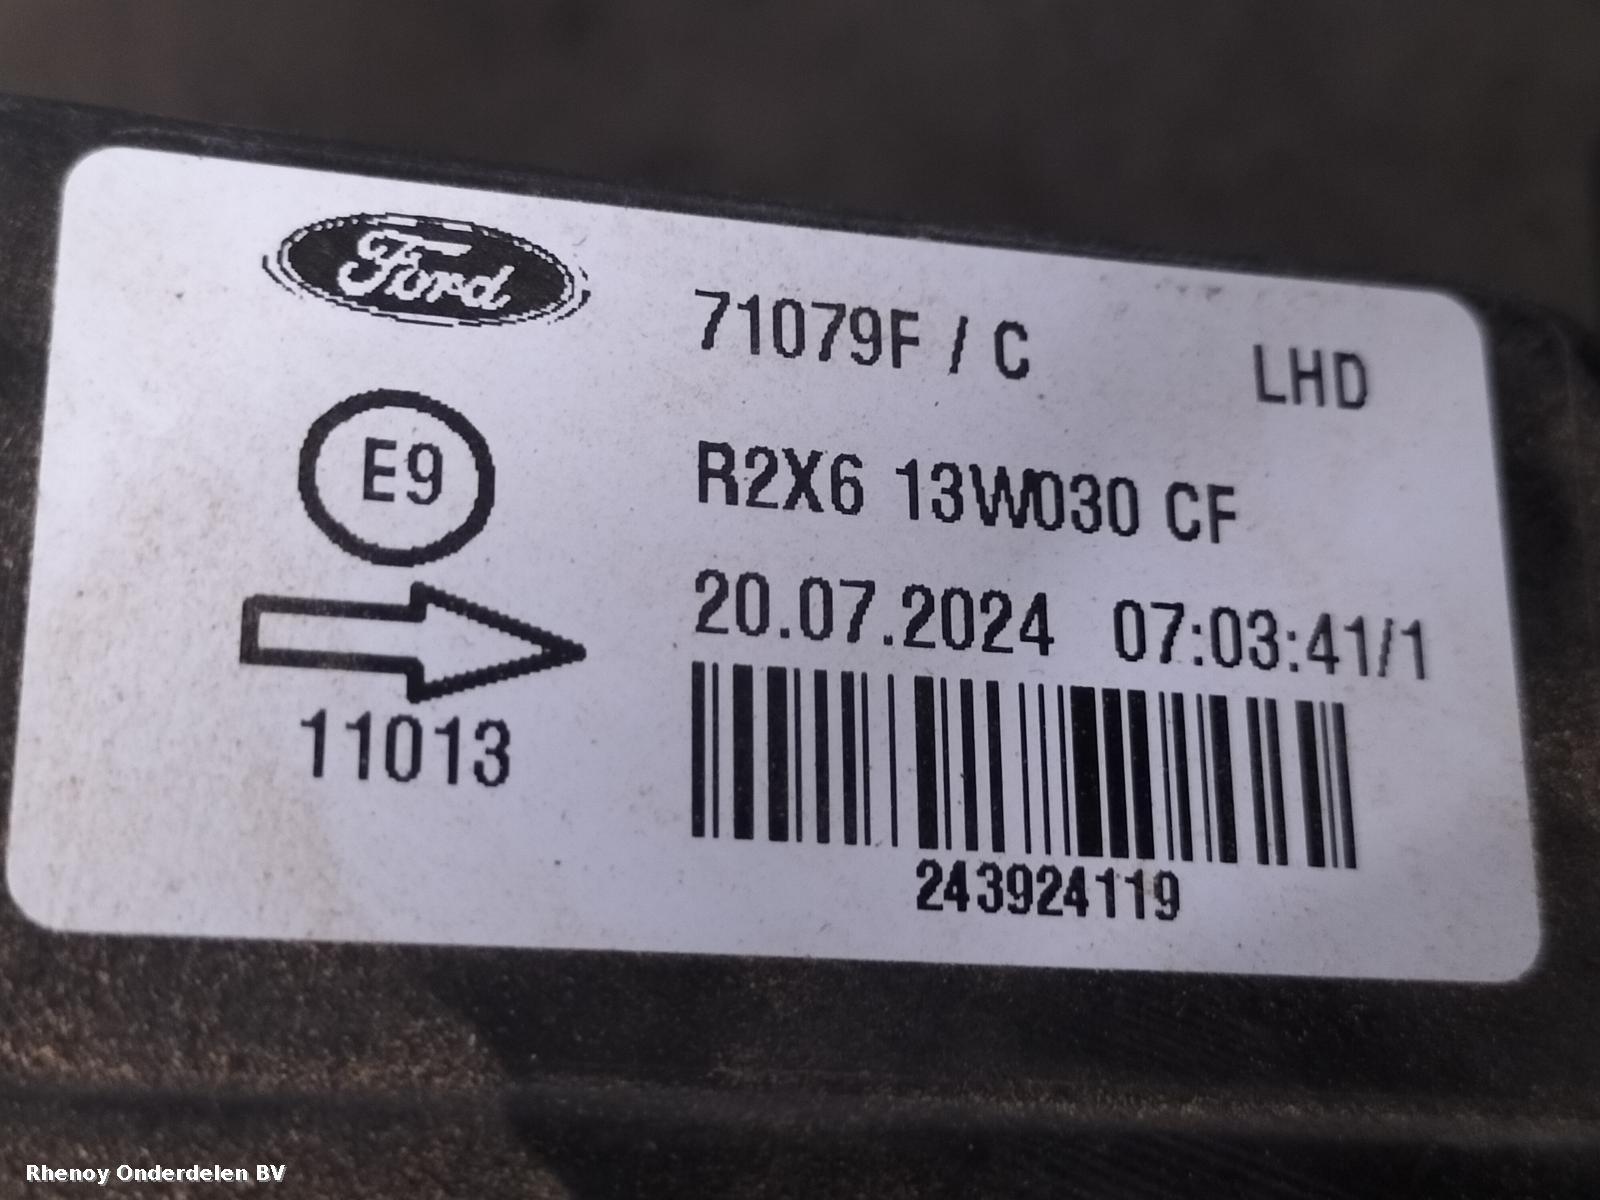 Ford
71079F / C LHD
E9
R2X6 13W030 CF
20.07.2024 07:03:41/1
11013
243924119
Rhenoy Onderdelen BV